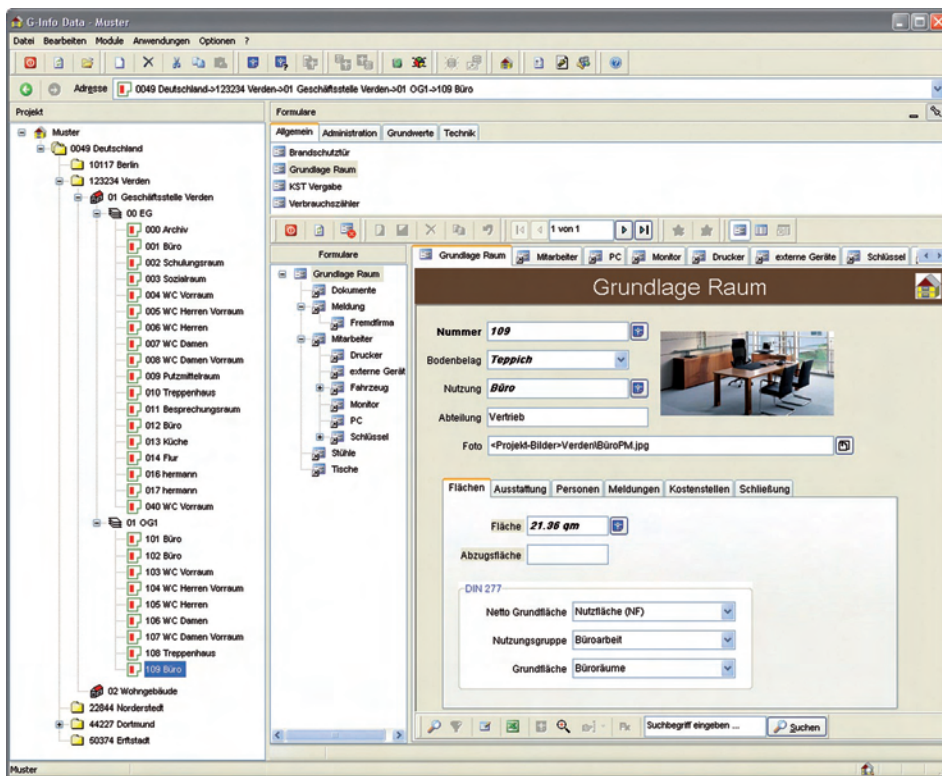 G-Info Data - Muster
Datei Bearbeiten Module Anwendungen Optionen ?
Adresse 0049 Deutschland->123234 Verden->01 Geschäftsstelle Verden->01 OG1->109 Büro
Projekt
Muster
0049 Deutschland
10117 Berlin
123234 Verden
01 Geschäftsstelle Verden
00 EG
000 Archiv
001 Büro
002 Schulungsraum
003 Sozialraum
004 WC Vorraum
005 WC Herren Vorraum
006 WC Herren
007 WC Damen
008 WC Damen Vorraum
009 Putzmittelraum
010 Treppenhaus
011 Besprechungsraum
012 Büro
013 Küche
014 Flur
016 hermann
017 hermann
040 WC Vorraum
01 OG1
101 Büro
102 Büro
103 WC Vorraum
104 WC Herren Vorraum
105 WC Herren
106 WC Damen
107 WC Damen Vorraum
108 Treppenhaus
109 Büro
02 Wohngebäude
22844 Norderstedt
44227 Dortmund
50374 Erftstadt
Formulare
Allgemein Administration Grundwerte Technik
Brandschutztür
Grundlage Raum
KST Vergabe
Verbrauchszähler
1 von 1
Formulare
Grundlage Raum
Dokumente
Meldung
Fremdfirma
Mitarbeiter
Drucker
externe Gerät
Fahrzeug
Monitor
PC
Schlüssel
Stühle
Tische
Grundlage Raum Mitarbeiter PC Monitor Drucker externe Geräte Schlüssel
Grundlage Raum
Nummer 109
Bodenbelag Teppich
Nutzung Büro
Abteilung Vertrieb
Foto <Projekt-Bilder>Verden\BüroPM.jpg
Flächen Ausstattung Personen Meldungen Kostenstellen Schließung
Fläche 21.96 qm
Abzugsfläche
DIN 277
Netto Grundfläche Nutzfläche (NF)
Nutzungsgruppe Büroarbeit
Grundfläche Büroräume
Suchbegriff eingeben ... Suchen
Muster